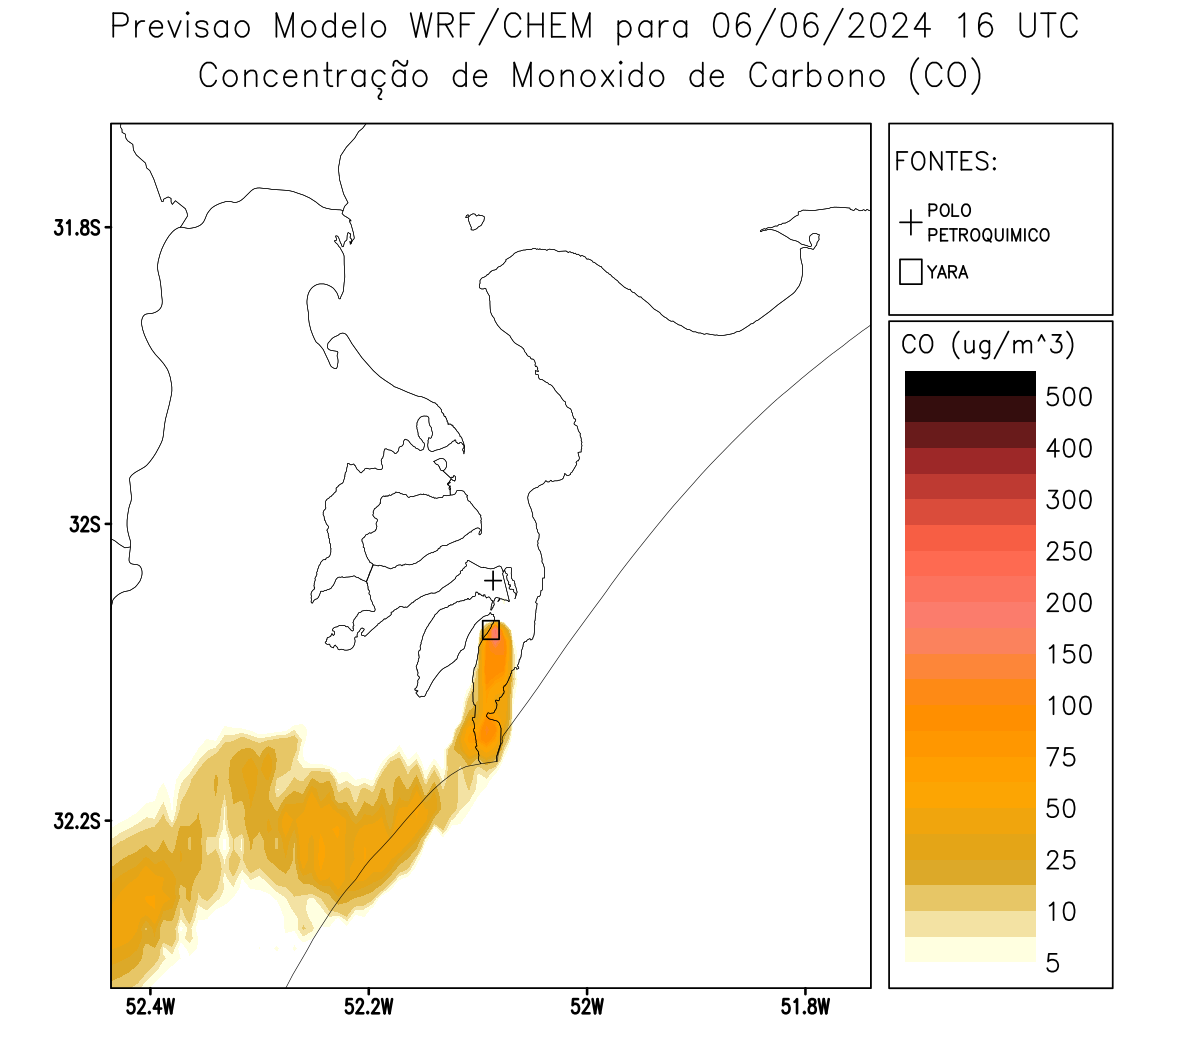 Previsao Modelo WRF/CHEM para 06/06/2024 16 UTC
Concentração de Monoxido de Carbono (CO)
FONTES:
POLO
PETROQUIMICO
YARA
CO (ug/m^3)
500
400
300
250
200
150
100
75
50
25
10
5
31.8S
32S
32.2S
52.4W
52.2W
52W
51.8W